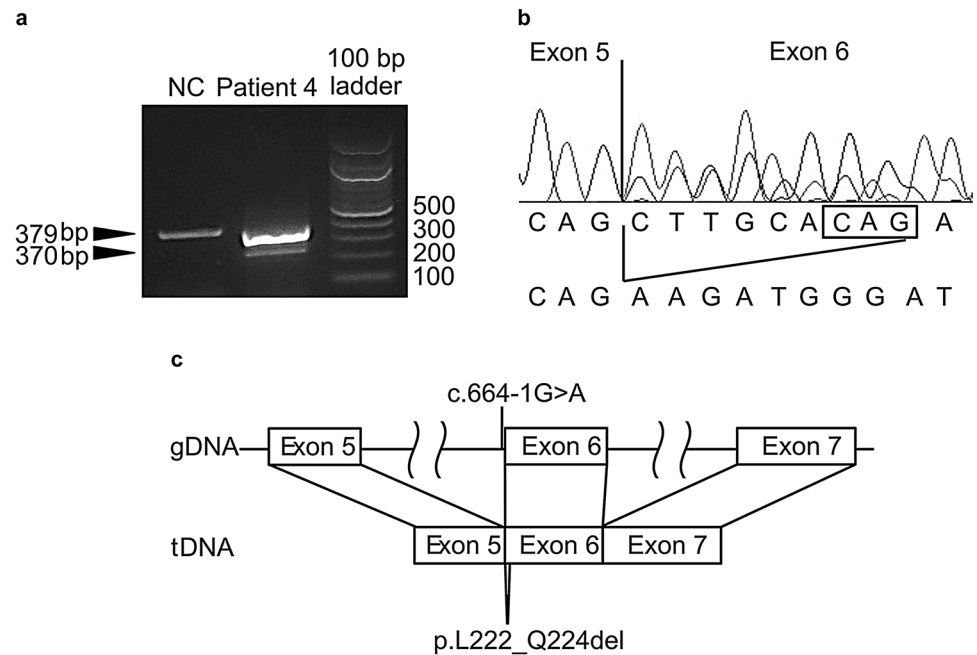 a
NC Patient 4
100 bp
ladder
379bp
370bp
500
300
200
100
b
Exon 5 Exon 6
C A G C T T G C A C A G A
C A G A A G A T G G G A T
c
c.664-1G>A
gDNA Exon 5 Exon 6 Exon 7
tDNA Exon 5 Exon 6 Exon 7
p.L222_Q224del